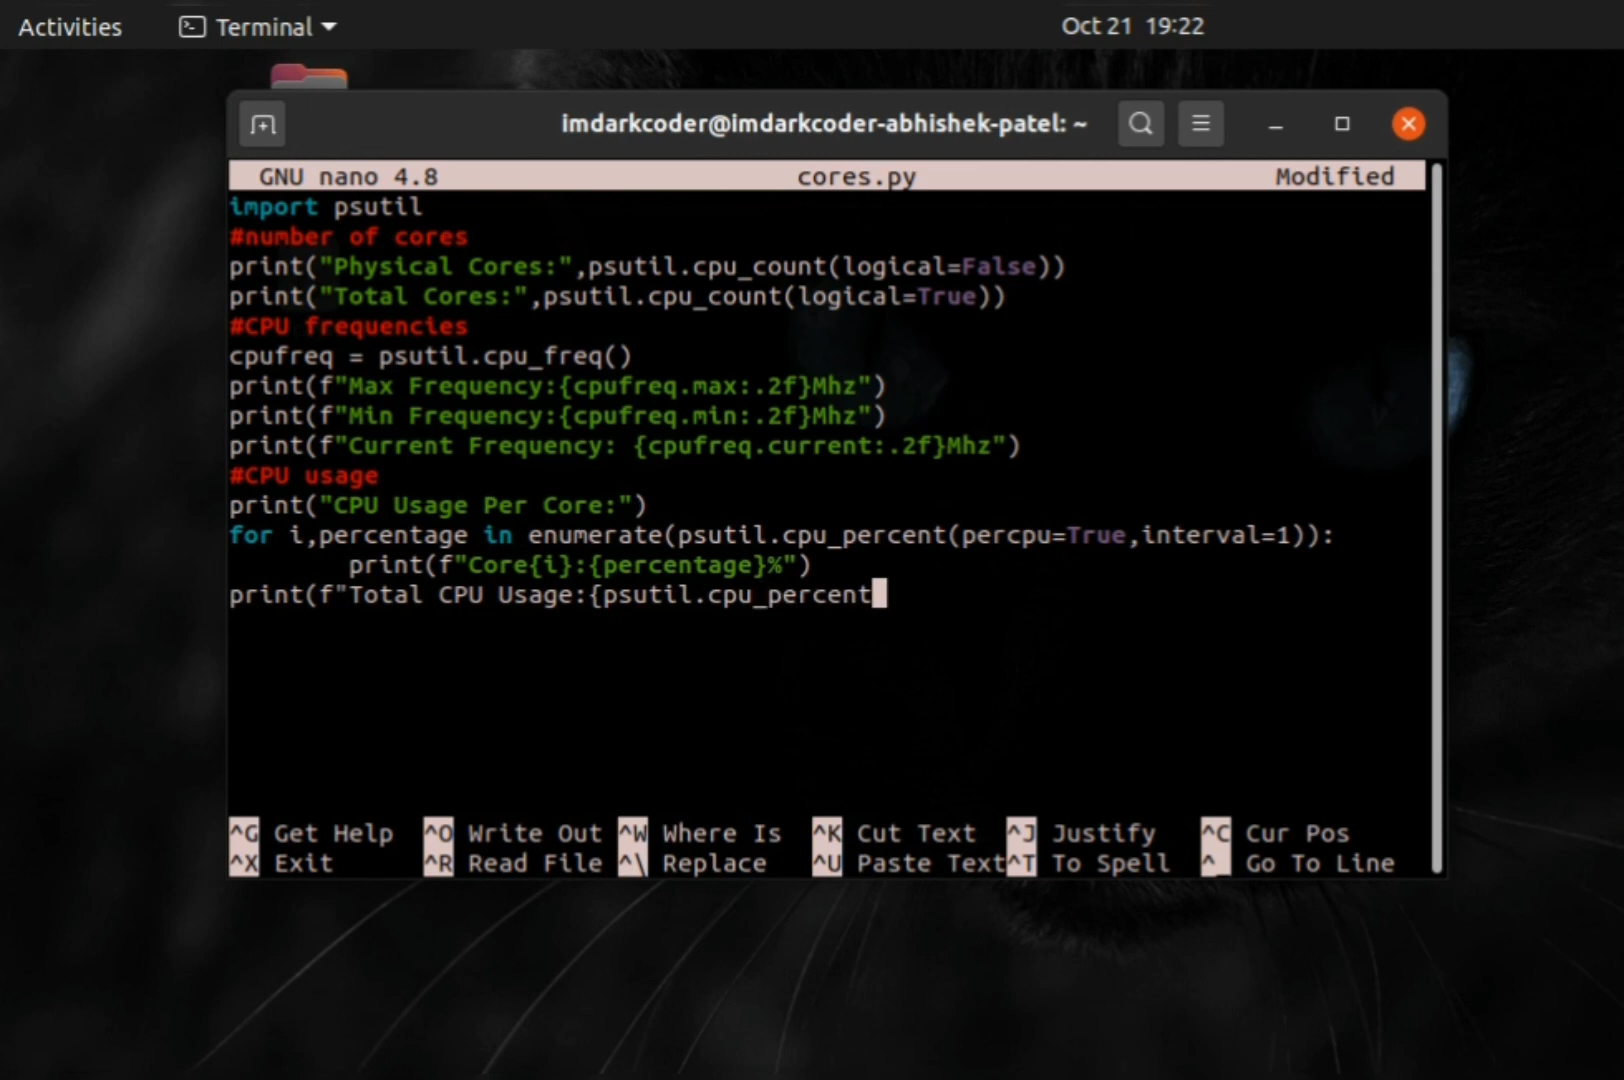 Activities Terminal Oct 21 19:22
imdarkcoder@imdarkcoder-abhishek-patel: ~
GNU nano 4.8 cores.py Modified
import psutil
#number of cores
print("Physical Cores:",psutil.cpu_count(logical=False))
print("Total Cores:",psutil.cpu_count(logical=True))
#CPU frequencies
cpufreq = psutil.cpu_freq()
print(f"Max Frequency:{cpufreq.max:.2f}Mhz")
print(f"Min Frequency:{cpufreq.min:.2f}Mhz")
print(f"Current Frequency: {cpufreq.current:.2f}Mhz")
#CPU usage
print("CPU Usage Per Core:")
for i,percentage in enumerate(psutil.cpu_percent(percpu=True,interval=1)):
        print(f"Core{i}:{percentage}%")
print(f"Total CPU Usage:{psutil.cpu_percent
^G Get Help ^O Write Out ^W Where Is ^K Cut Text ^J Justify ^C Cur Pos
^X Exit ^R Read File ^\ Replace ^U Paste Text ^T To Spell ^_ Go To Line